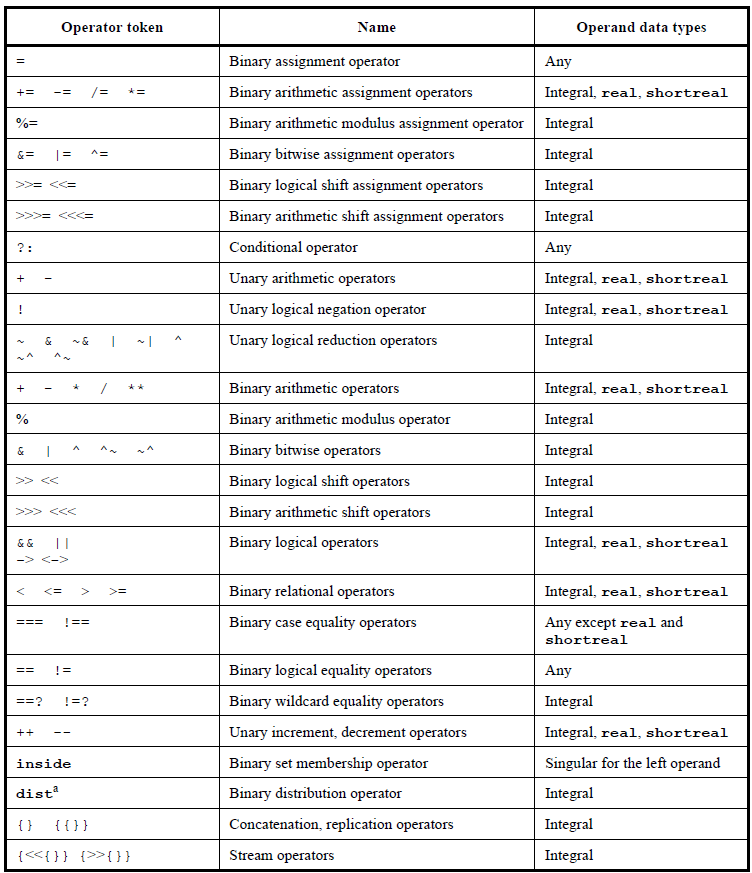 Operator token Name Operand data types
= Binary assignment operator Any
+= -= /= *= Binary arithmetic assignment operators Integral, real, shortreal
%= Binary arithmetic modulus assignment operator Integral
&= |= ^= Binary bitwise assignment operators Integral
>>= <<= Binary logical shift assignment operators Integral
>>>= <<<= Binary arithmetic shift assignment operators Integral
?: Conditional operator Any
+ - Unary arithmetic operators Integral, real, shortreal
! Unary logical negation operator Integral, real, shortreal
~ & ~& | ~| ^ Unary logical reduction operators Integral
~^ ^~
+ - * / ** Binary arithmetic operators Integral, real, shortreal
% Binary arithmetic modulus operator Integral
& | ^ ^~ ~^ Binary bitwise operators Integral
>> << Binary logical shift operators Integral
>>> <<< Binary arithmetic shift operators Integral
&& || Binary logical operators Integral, real, shortreal
-> <->
< <= > >= Binary relational operators Integral, real, shortreal
=== !== Binary case equality operators Any except real and
shortreal
== != Binary logical equality operators Any
==? !=? Binary wildcard equality operators Integral
++ -- Unary increment, decrement operators Integral, real, shortreal
inside Binary set membership operator Singular for the left operand
dist^a Binary distribution operator Integral
{} {{}} Concatenation, replication operators Integral
{<<{}} {>>{}} Stream operators Integral